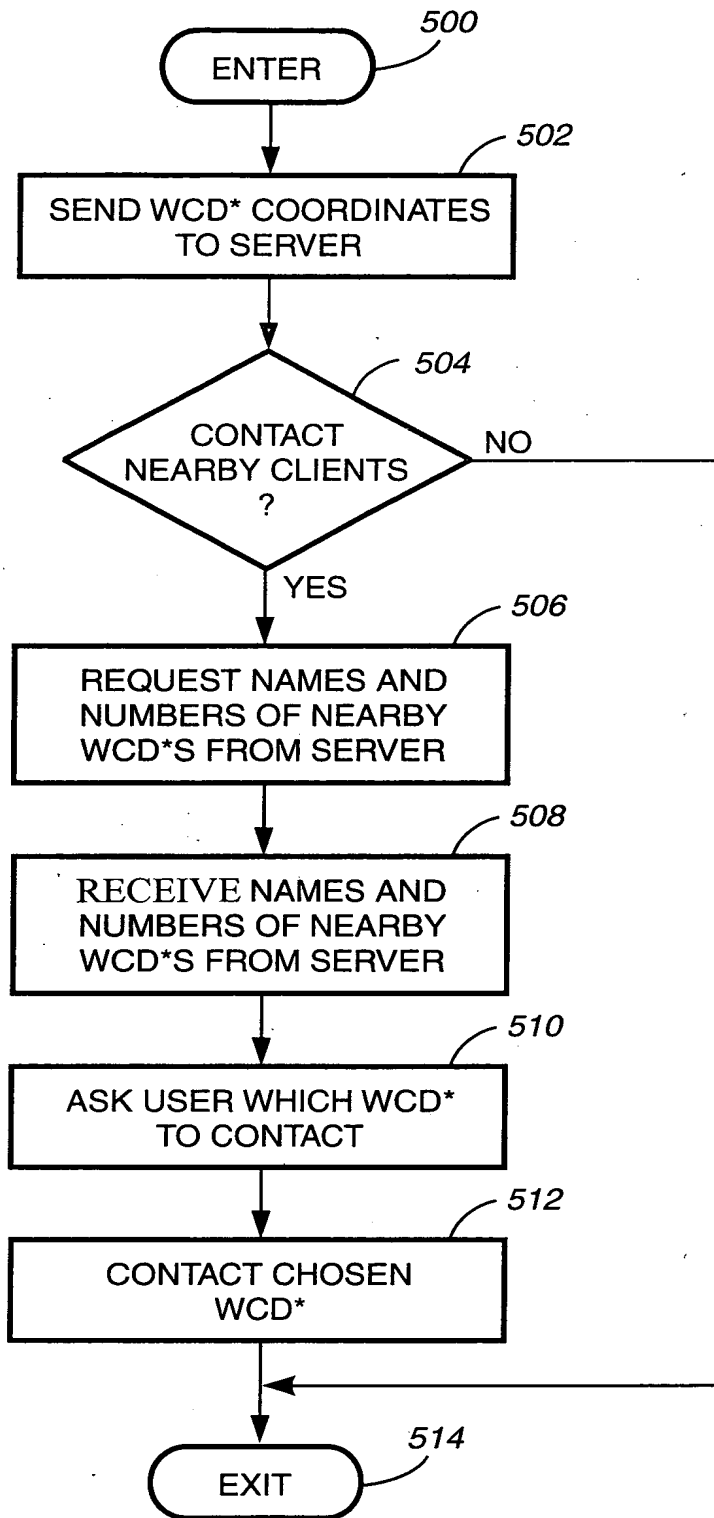 500
ENTER
502
SEND WCD* COORDINATES
TO SERVER
504
CONTACT
NEARBY CLIENTS
?
NO
YES
506
REQUEST NAMES AND
NUMBERS OF NEARBY
WCD*S FROM SERVER
508
RECEIVE NAMES AND
NUMBERS OF NEARBY
WCD*S FROM SERVER
510
ASK USER WHICH WCD*
TO CONTACT
512
CONTACT CHOSEN
WCD*
514
EXIT